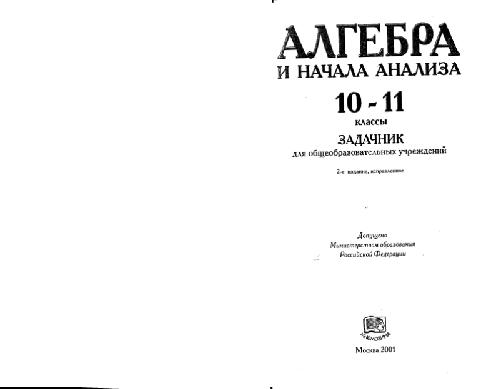 АЛГЕБРА
И НАЧАЛА АНАЛИЗА
10 - 11
классы
ЗАДАЧНИК
для общеобразовательных учреждений
2-е издание, исправленное
Допущено
Министерством образования
Российской Федерации
Москва 2001